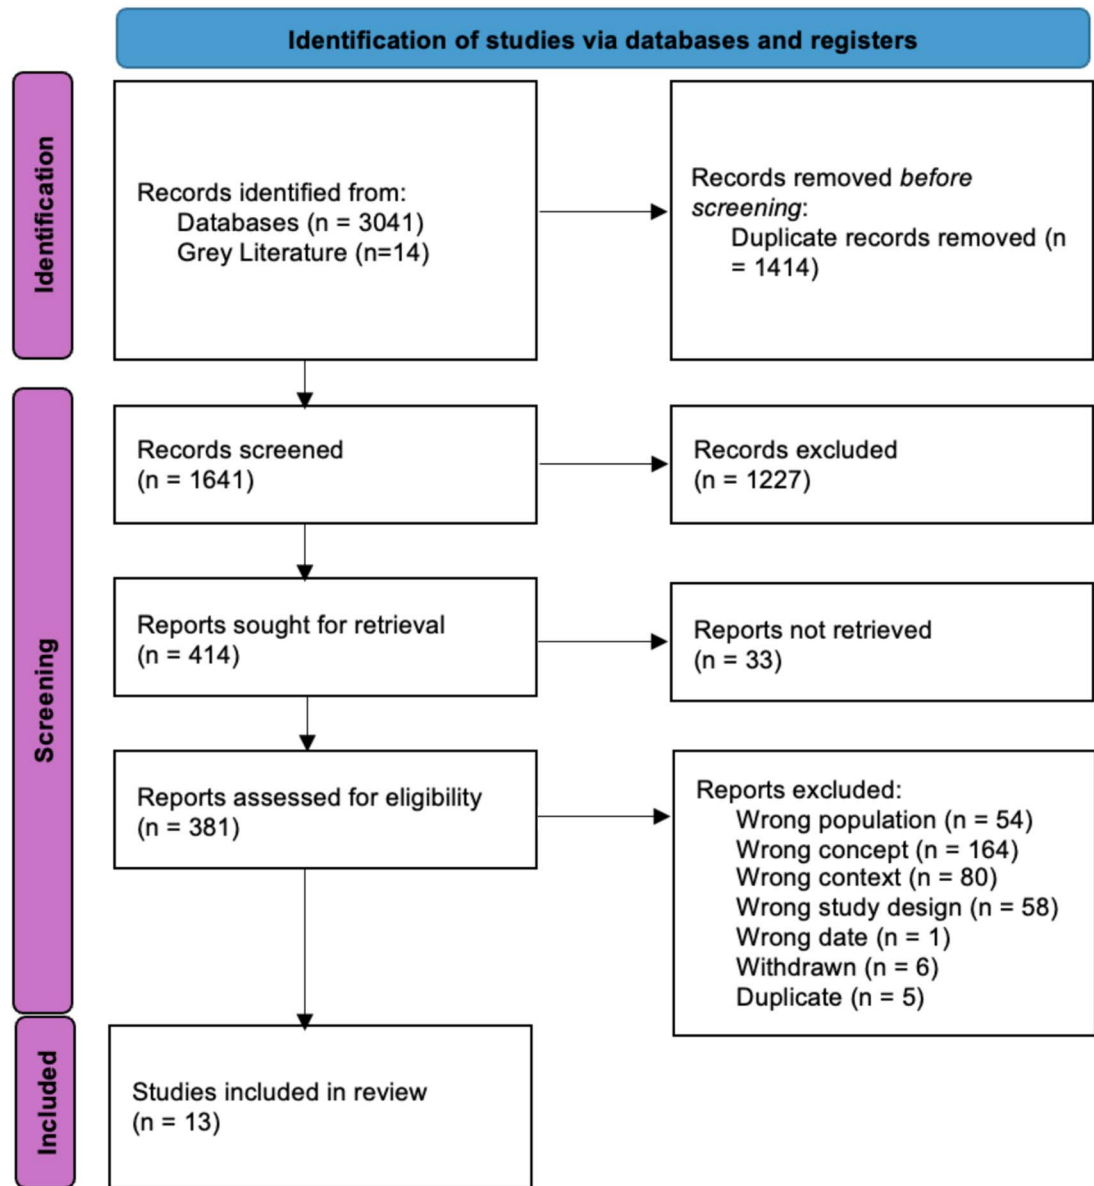 Identification of studies via databases and registers
Identification
Records identified from:
Databases (n = 3041)
Grey Literature (n=14)
Records removed before
screening:
Duplicate records removed (n
= 1414)
Screening
Records screened
(n = 1641)
Records excluded
(n = 1227)
Reports sought for retrieval
(n = 414)
Reports not retrieved
(n = 33)
Reports assessed for eligibility
(n = 381)
Reports excluded:
Wrong population (n = 54)
Wrong concept (n = 164)
Wrong context (n = 80)
Wrong study design (n = 58)
Wrong date (n = 1)
Withdrawn (n = 6)
Duplicate (n = 5)
Included
Studies included in review
(n = 13)